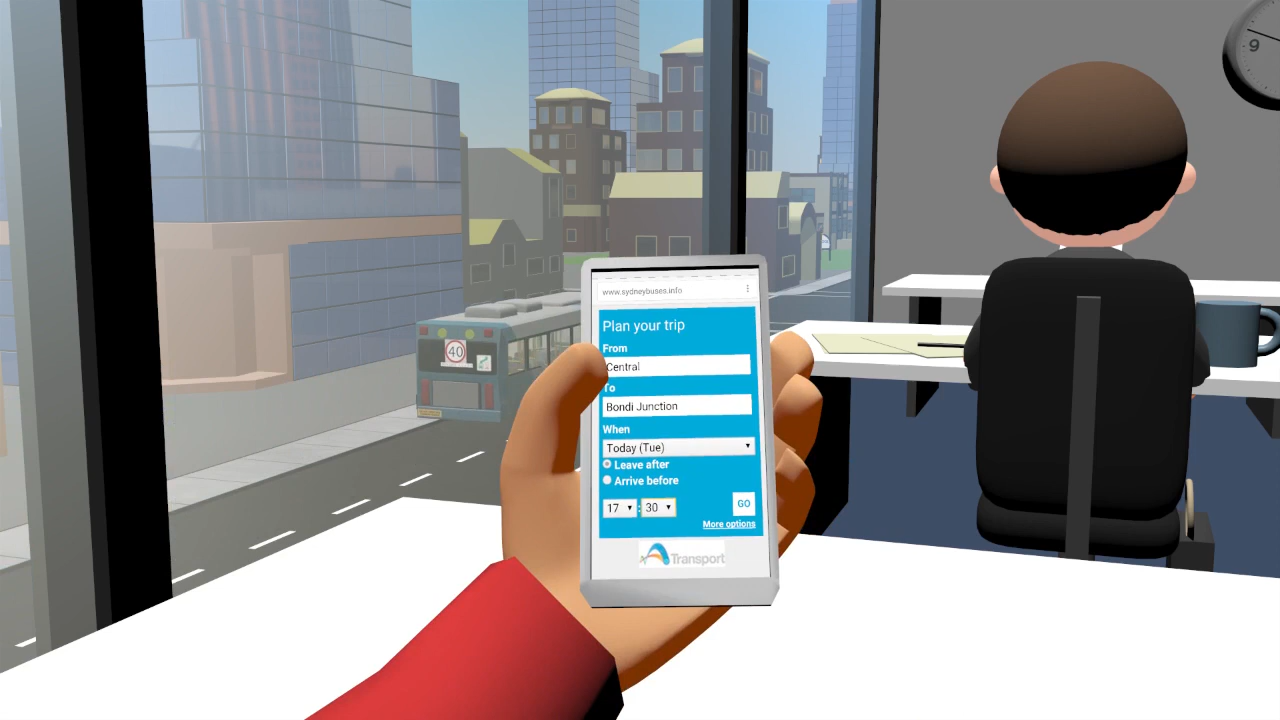 9
40
www.sydneybuses.info
Plan your trip
From
Central
To
Bondi Junction
When
Today (Tue)
Leave after
Arrive before
17 : 30
GO
More options
Transport